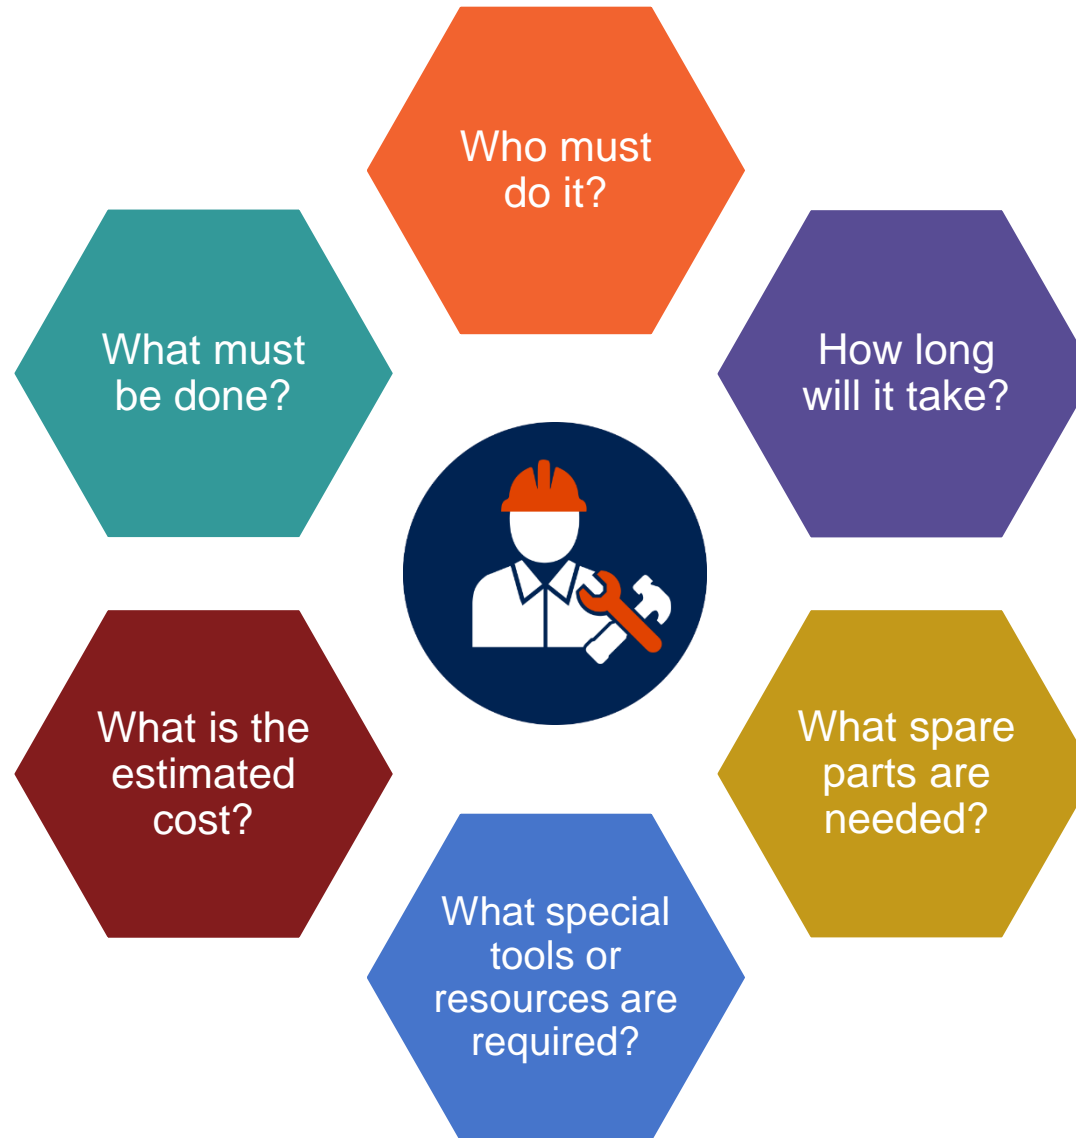 Who must
do it?
What must
be done?
How long
will it take?
What is the
estimated
cost?
What spare
parts are
needed?
What special
tools or
resources are
required?